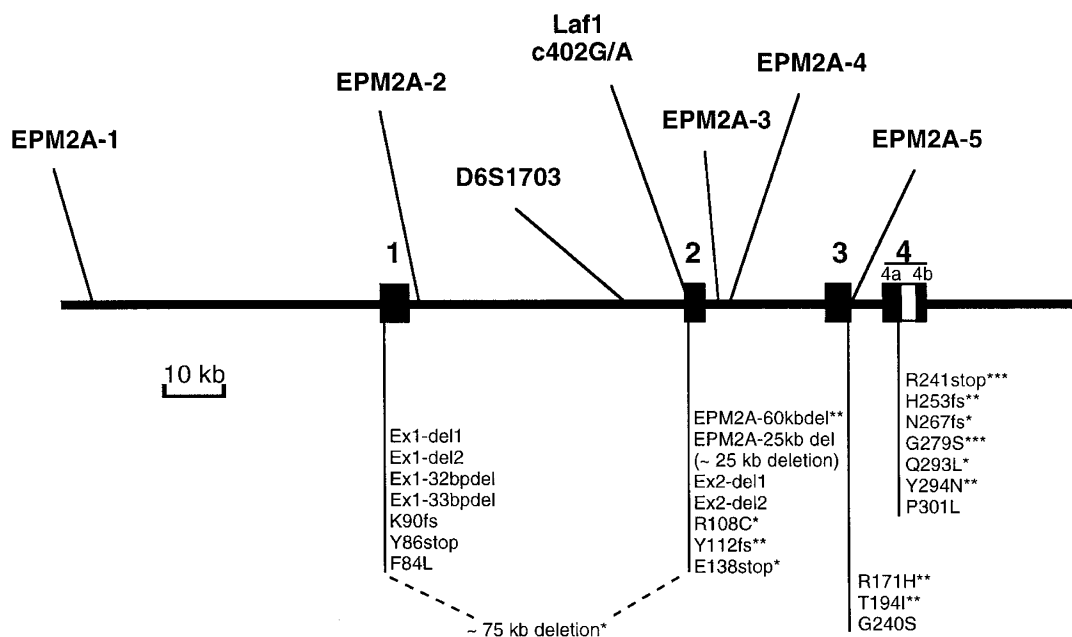 Laf1
c402G/A
EPM2A-4
EPM2A-2
EPM2A-3
EPM2A-1
EPM2A-5
D6S1703
1
2
3
4
4a 4b
10 kb
Ex1-del1
Ex1-del2
Ex1-32bpdel
Ex1-33bpdel
K90fs
Y86stop
F84L
EPM2A-60kbdel**
EPM2A-25kb del
(~ 25 kb deletion)
Ex2-del1
Ex2-del2
R108C*
Y112fs**
E138stop*
~ 75 kb deletion*
R171H**
T194I**
G240S
R241stop***
H253fs**
N267fs*
G279S***
Q293L*
Y294N**
P301L